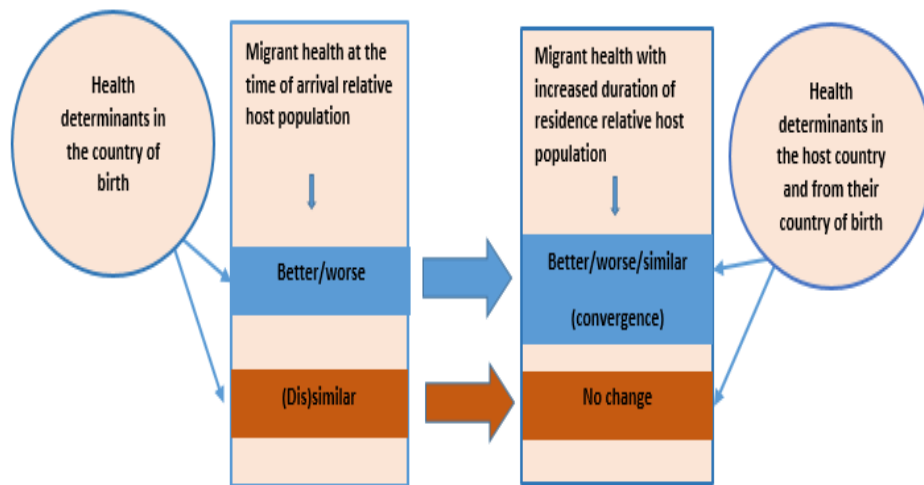 Health
determinants in
the country of
birth
Migrant health at the
time of arrival relative
host population
Better/worse
(Dis)similar
Migrant health with
increased duration of
residence relative host
population
Better/worse/similar
(convergence)
No change
Health
determinants in
the host country
and from their
country of birth